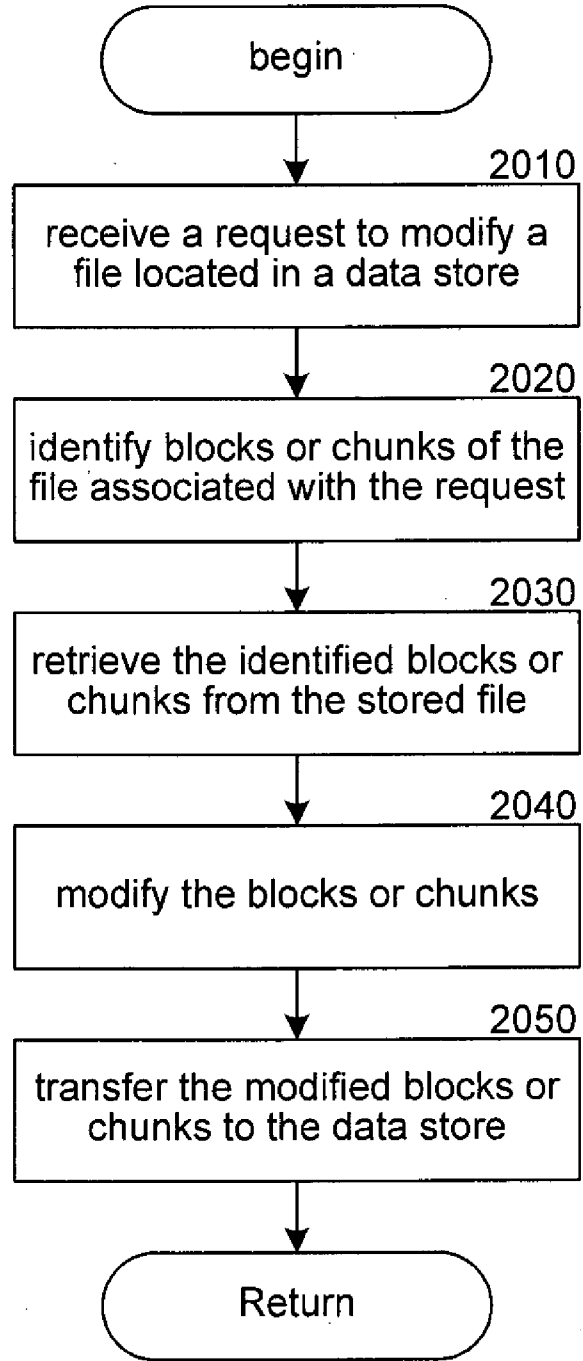 begin
2010
receive a request to modify a
file located in a data store
2020
identify blocks or chunks of the
file associated with the request
2030
retrieve the identified blocks or
chunks from the stored file
2040
modify the blocks or chunks
2050
transfer the modified blocks or
chunks to the data store
Return